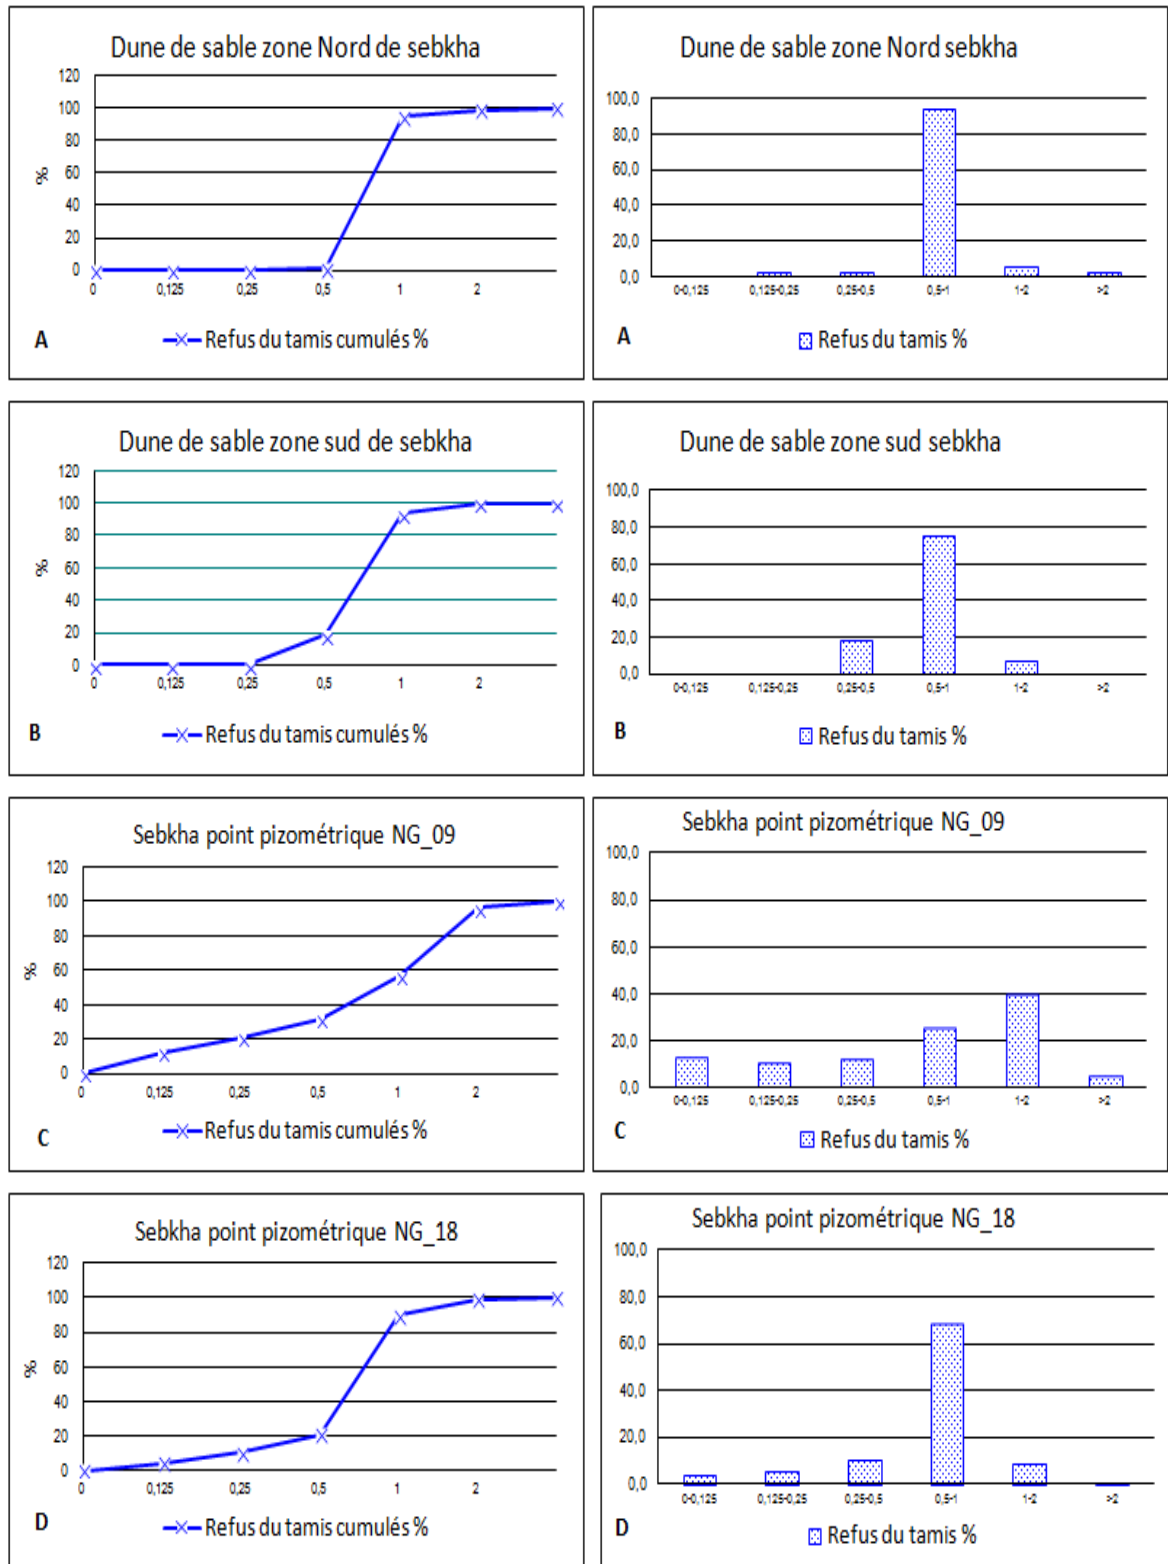 Dune de sable zone Nord de sebkha
120
100
80
60
40
20
0
%
0 0,125 0,25 0,5 1 2
Refus du tamis cumulés %
A
Dune de sable zone Nord sebkha
100,0
80,0
60,0
40,0
20,0
0,0
0-0,125 0,125-0,25 0,25-0,5 0,5-1 1-2 >2
Refus du tamis %
A
Dune de sable zone sud de sebkha
120
100
80
60
40
20
0
%
0 0,125 0,25 0,5 1 2
Refus du tamis cumulés %
B
Dune de sable zone sud sebkha
100,0
80,0
60,0
40,0
20,0
0,0
0-0,125 0,125-0,25 0,25-0,5 0,5-1 1-2 >2
Refus du tamis %
B
Sebkha point pizométrique NG_09
120
100
80
60
40
20
0
%
0 0,125 0,25 0,5 1 2
Refus du tamis cumulés %
C
Sebkha point pizométrique NG_09
100,0
80,0
60,0
40,0
20,0
0,0
0-0,125 0,125-0,25 0,25-0,5 0,5-1 1-2 >2
Refus du tamis %
C
Sebkha point pizométrique NG_18
120
100
80
60
40
20
0
%
0 0,125 0,25 0,5 1 2
Refus du tamis cumulés %
D
Sebkha point pizométrique NG_18
100,0
80,0
60,0
40,0
20,0
0,0
0-0,125 0,125-0,25 0,25-0,5 0,5-1 1-2 >2
Refus du tamis %
D